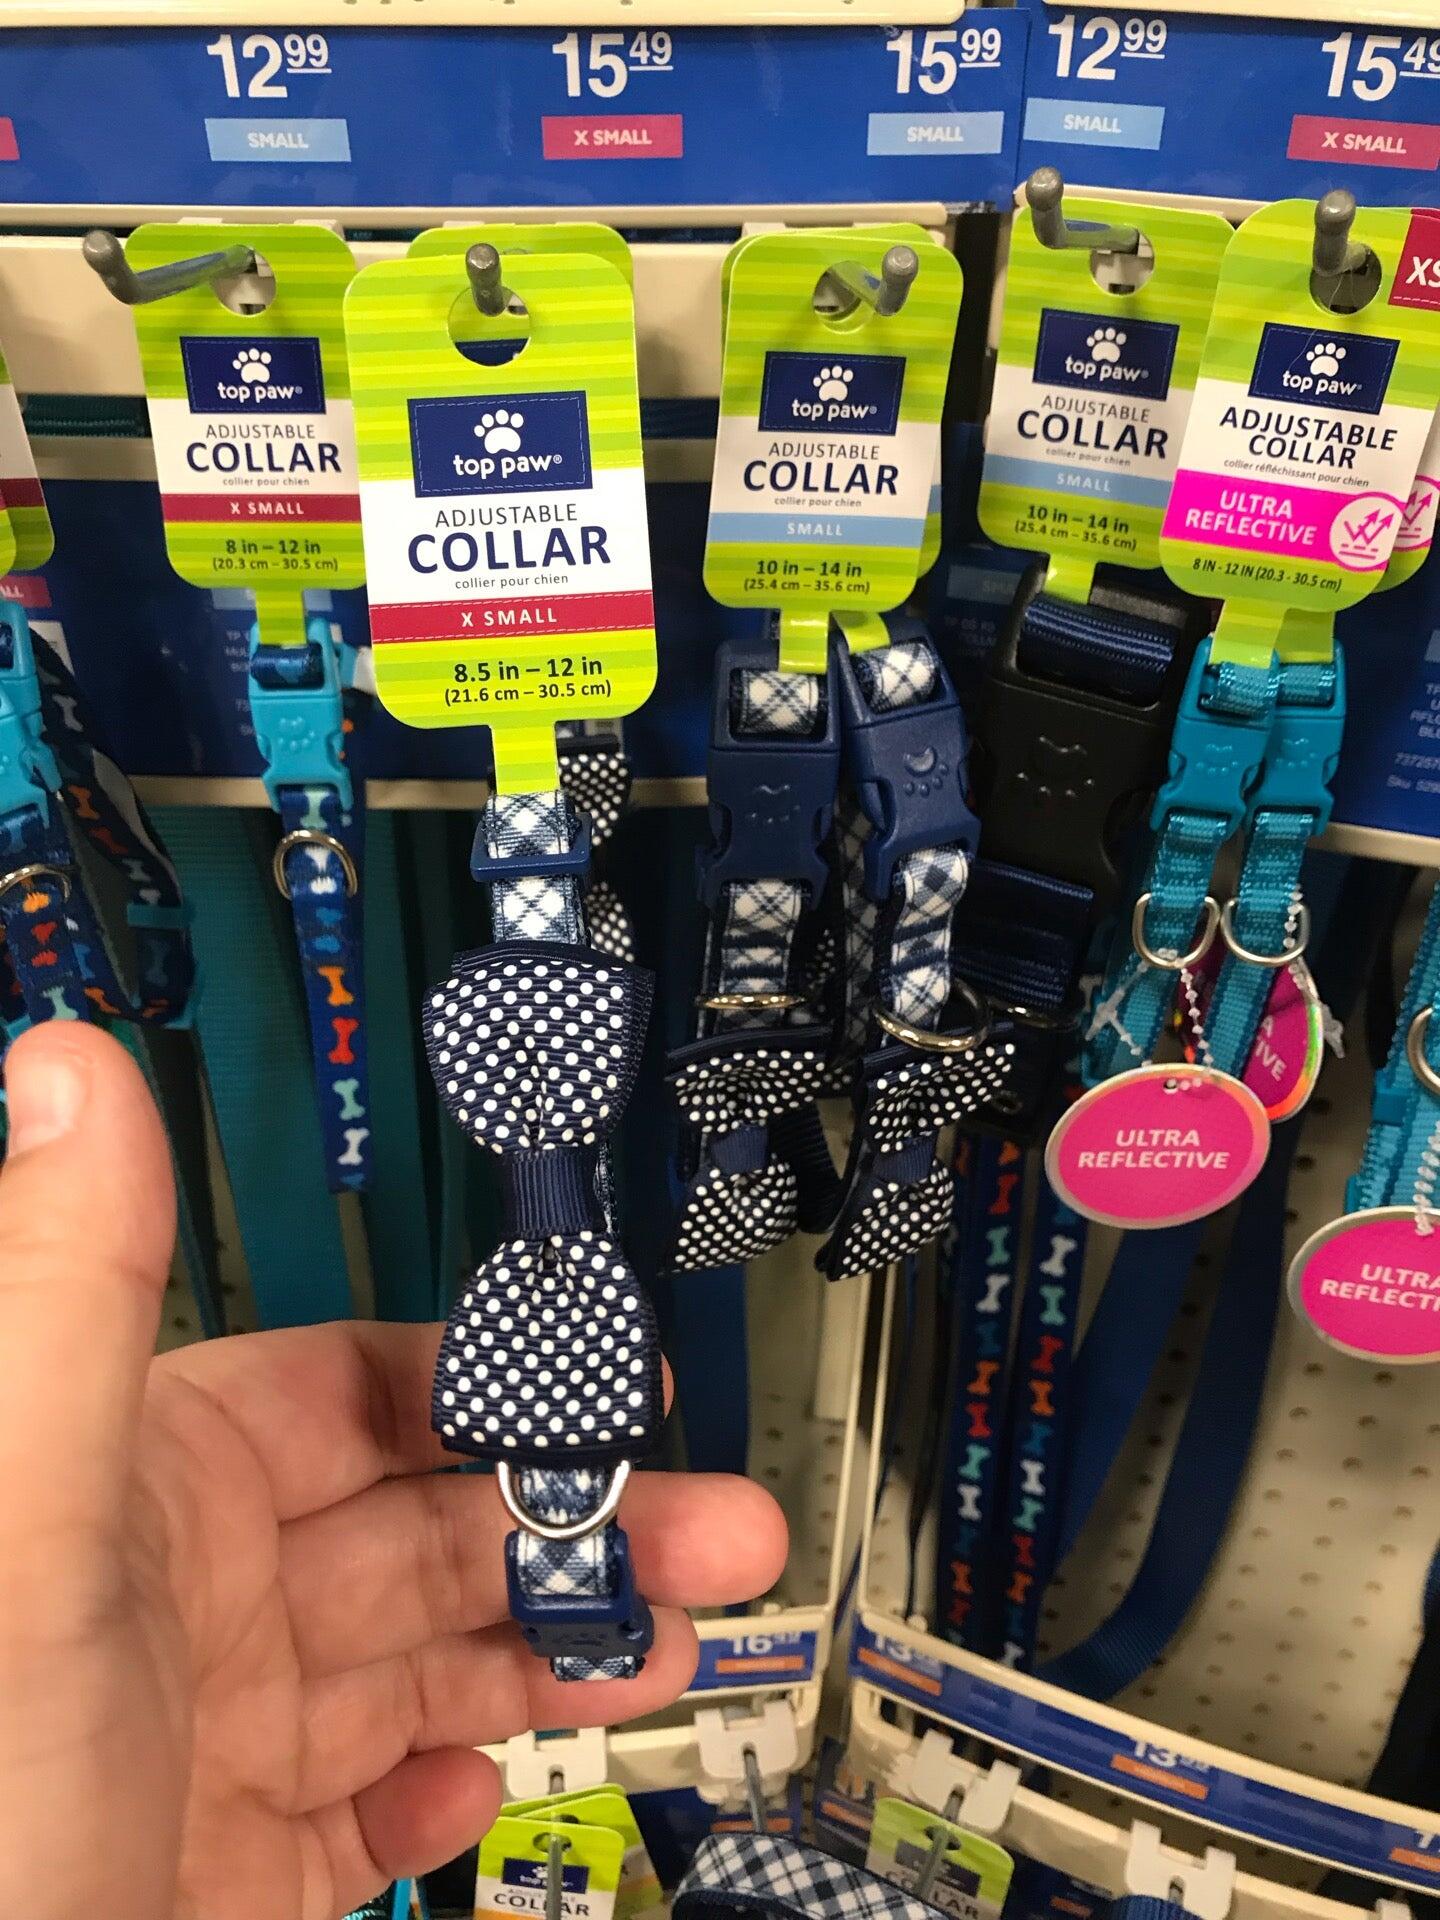 12.99
SMALL
15.49
X SMALL
15.99
SMALL
12.99
SMALL
15.49
X SMALL
top paw®
ADJUSTABLE
COLLAR
collier pour chien
X SMALL
8 in – 12 in
(20.3 cm – 30.5 cm)
top paw®
ADJUSTABLE
COLLAR
collier pour chien
X SMALL
8.5 in – 12 in
(21.6 cm – 30.5 cm)
top paw®
ADJUSTABLE
COLLAR
collier pour chien
SMALL
10 in – 14 in
(25.4 cm – 35.6 cm)
top paw®
ADJUSTABLE
COLLAR
collier pour chien
SMALL
10 in – 14 in
(25.4 cm – 35.6 cm)
XS
top paw®
ADJUSTABLE
COLLAR
collier réfléchissant pour chien
ULTRA
REFLECTIVE
8 IN - 12 IN (20.3 - 30.5 cm)
ULTRA
REFLECTIVE
ULTRA
REFLECTI
16.49